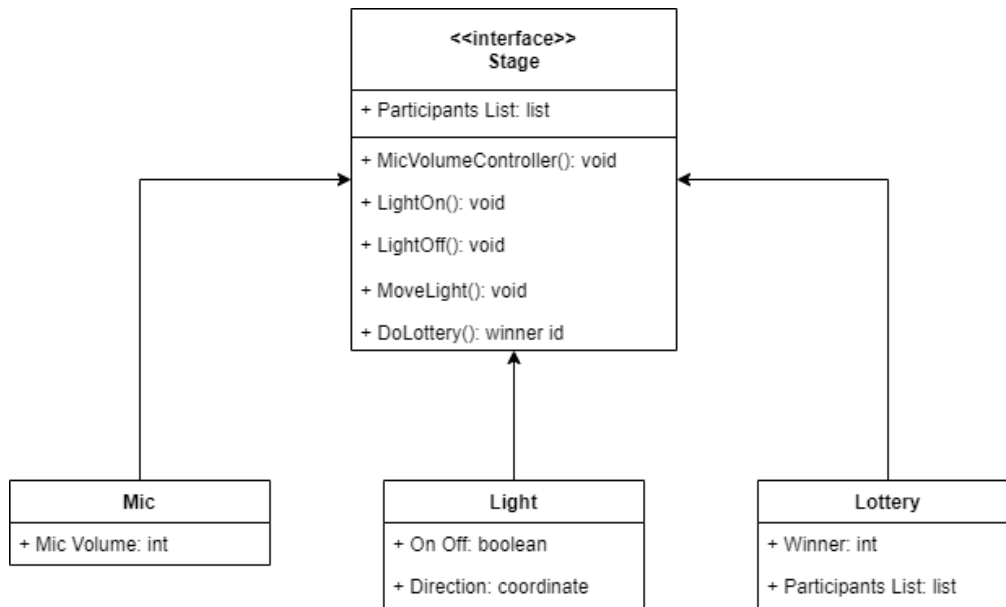 <<interface>>
Stage
+ Participants List: list
+ MicVolumeController(): void
+ LightOn(): void
+ LightOff(): void
+ MoveLight(): void
+ DoLottery(): winner id
Mic
+ Mic Volume: int
Light
+ On Off: boolean
+ Direction: coordinate
Lottery
+ Winner: int
+ Participants List: list